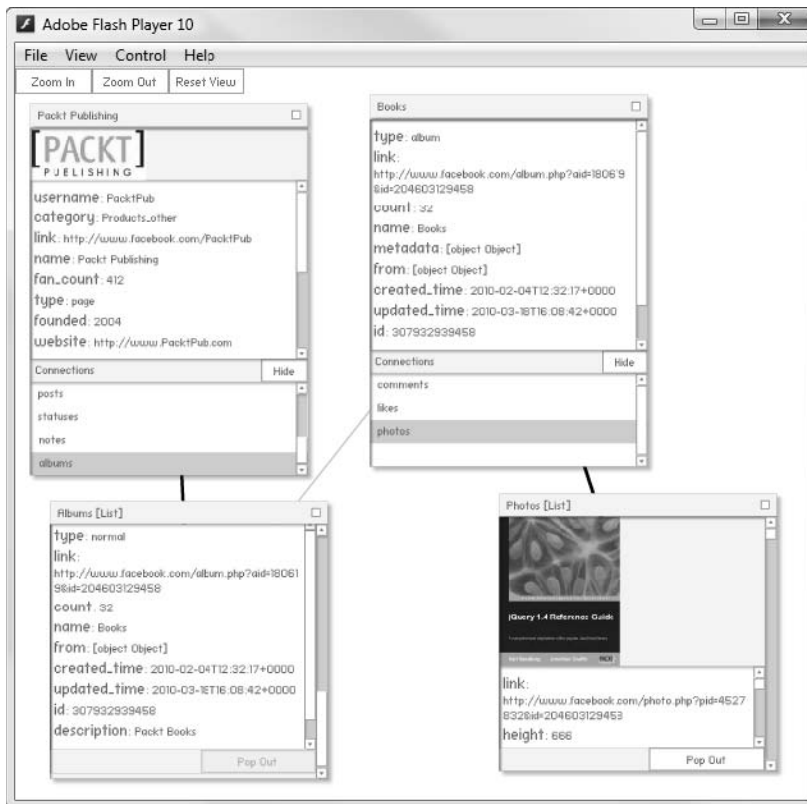 Adobe Flash Player 10
File View Control Help
Zoom In Zoom Out Reset View
Packt Publishing
[PACKT]
PUBLISHING
username: PacktPub
category: Products_other
link: http://www.facebook.com/PacktPub
name: Packt Publishing
fan_count: 412
type: page
founded: 2004
website: http://www.PacktPub.com
Connections Hide
posts
statuses
notes
albums
Books
type: album
link:
http://www.facebook.com/album.php?aid=180619
&id=204603129458
count: 32
name: Books
metadata: [object Object]
from: [object Object]
created_time: 2010-02-04T12:32:17+0000
updated_time: 2010-03-16T16:08:42+0000
id: 307932939458
Connections Hide
comments
likes
photos
Albums [List]
type: normal
link:
http://www.facebook.com/album.php?aid=18061
9&id=204603129458
count: 32
name: Books
from: [object Object]
created_time: 2010-02-04T12:32:17+0000
updated_time: 2010-03-16T16:08:42+0000
id: 307932939458
description: Packt Books
Pop Out
Photos [List]
jQuery 1.4 Reference Guide
PACKT
link:
http://www.facebook.com/photo.php?pid=4527
832&id=204603129458
height: 666
Pop Out